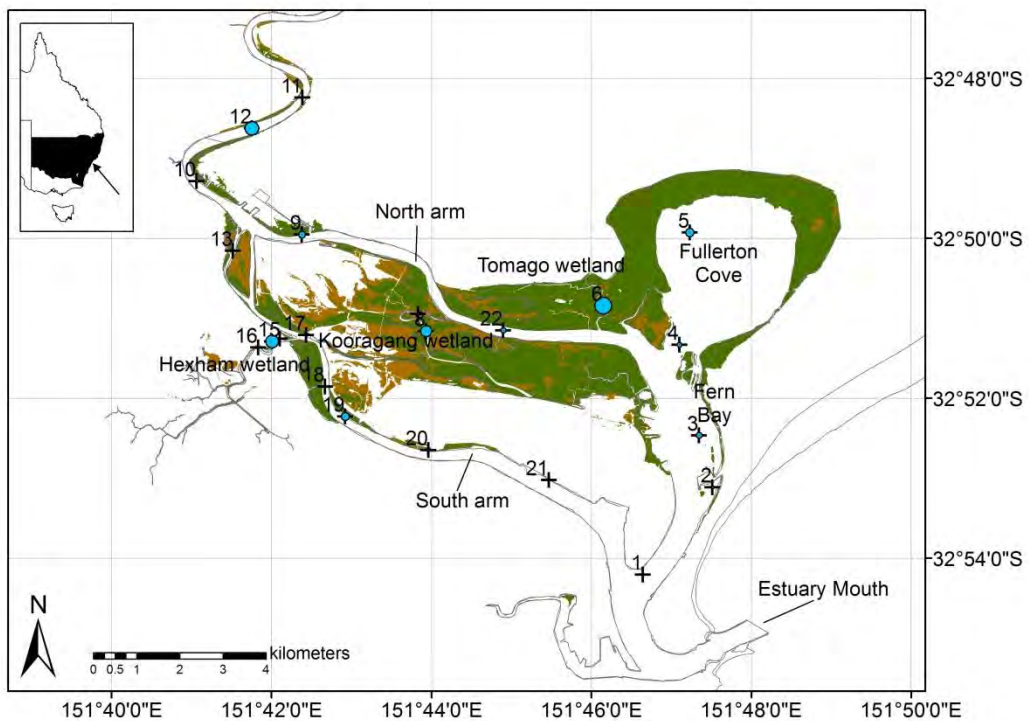 11
32°48'0"S
12
10
North arm
9
5
32°50'0"S
13
Fullerton
Cove
Tomago wetland
6
22
4
15
17
16
Kooragang wetland
Hexham wetland
18
Fern
Bay
32°52'0"S
19
3
20
21
2
South arm
1
32°54'0"S
Estuary Mouth
N
kilometers
0 0.5 1 2 3 4
151°40'0"E 151°42'0"E 151°44'0"E 151°46'0"E 151°48'0"E 151°50'0"E